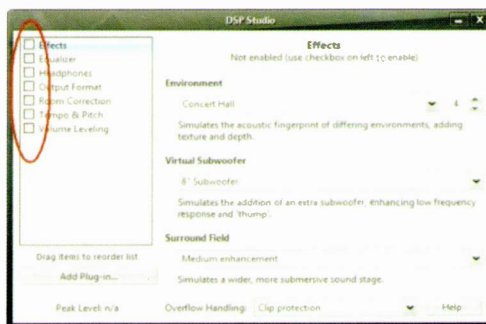 DSP Studio
Effects
Equalizer
Headphones
Output Format
Room Correction
Tempo & Pitch
Volume Leveling
Drag items to reorder list
Add Plug-in...
Peak Level: n/a
Effects
Not enabled (use checkbox on left to enable)
Environment
Concert Hall
4
Simulates the acoustic fingerprint of differing environments, adding
texture and depth.
Virtual Subwoofer
8" Subwoofer
Simulates the addition of an extra subwoofer, enhancing low frequency
response and 'thump'.
Surround Field
Medium enhancement
Simulates a wider, more submersive sound stage.
Overflow Handling: Clip protection
Help